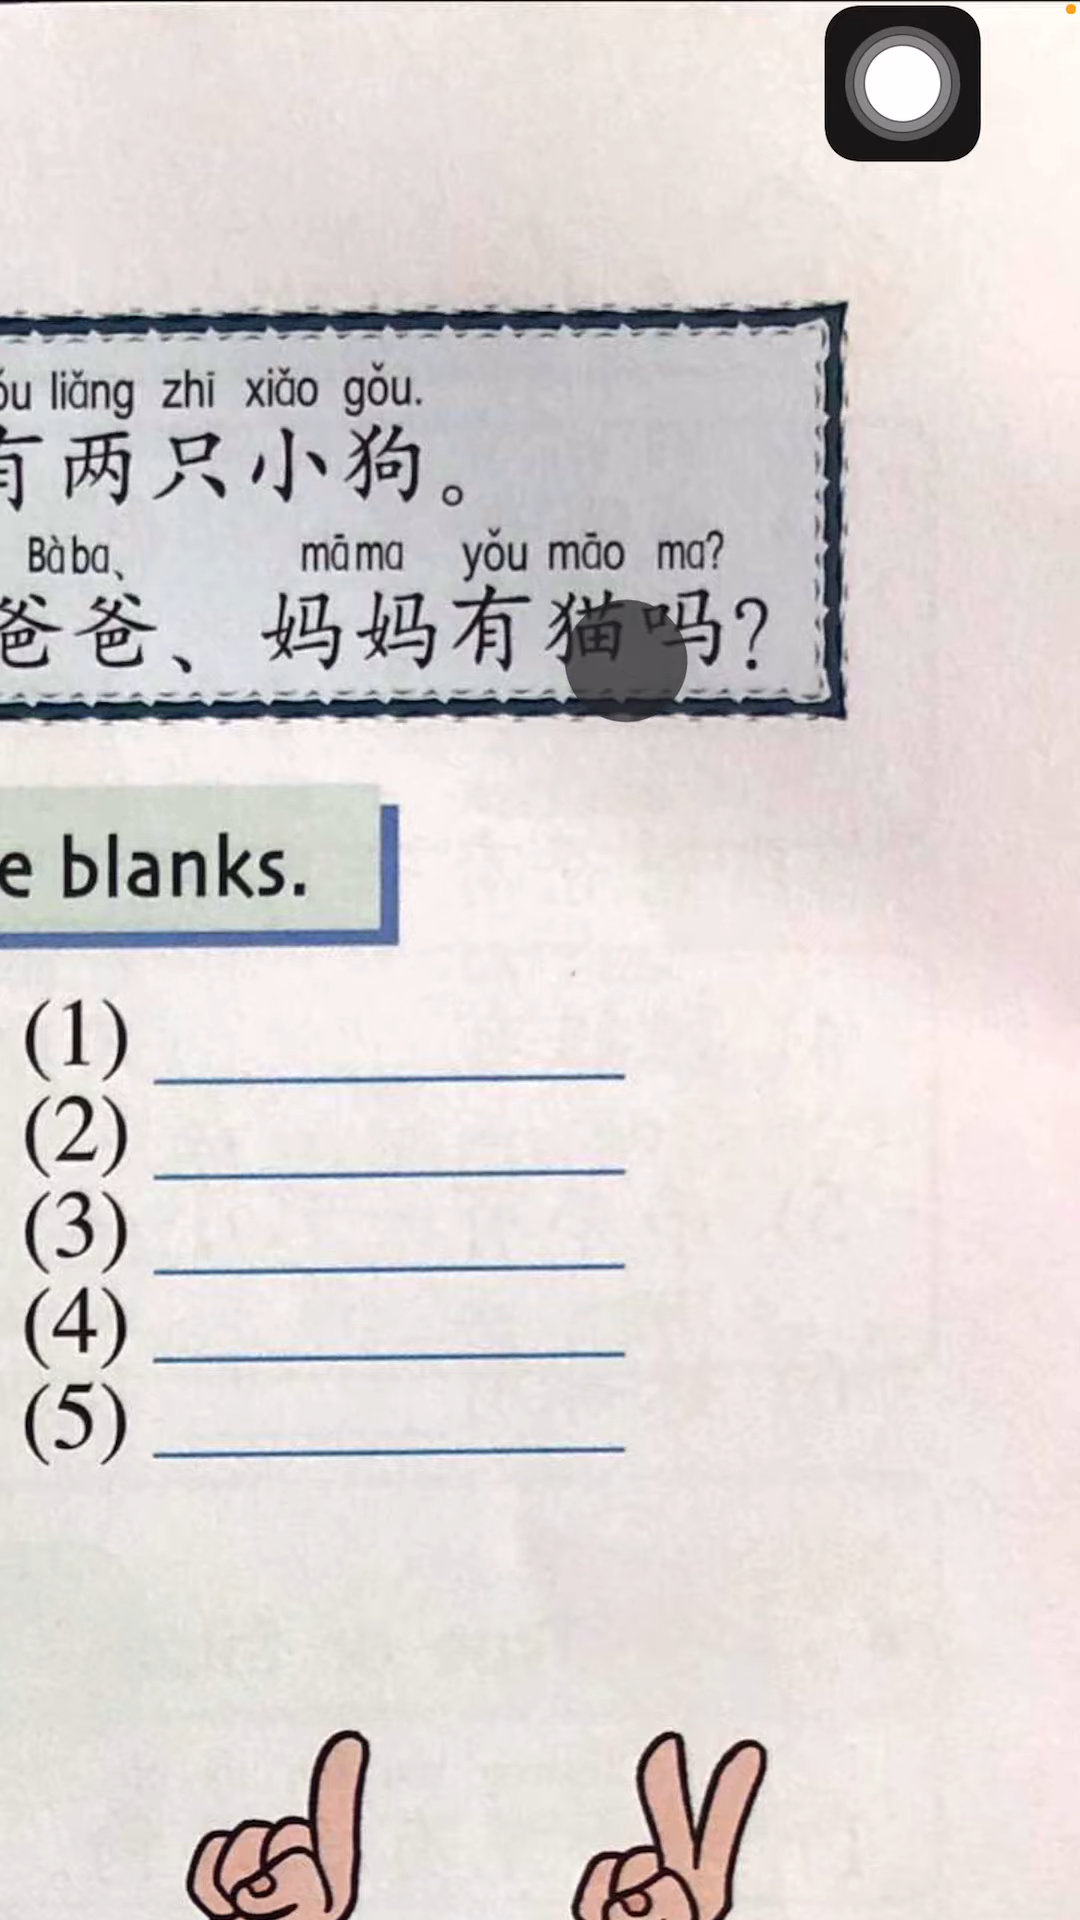 liǎng zhī xiǎo gǒu.
有两只小狗。
Bàba、 māma yǒu māo ma?
爸爸、妈妈有猫吗?
e blanks.
(1)
(2)
(3)
(4)
(5)